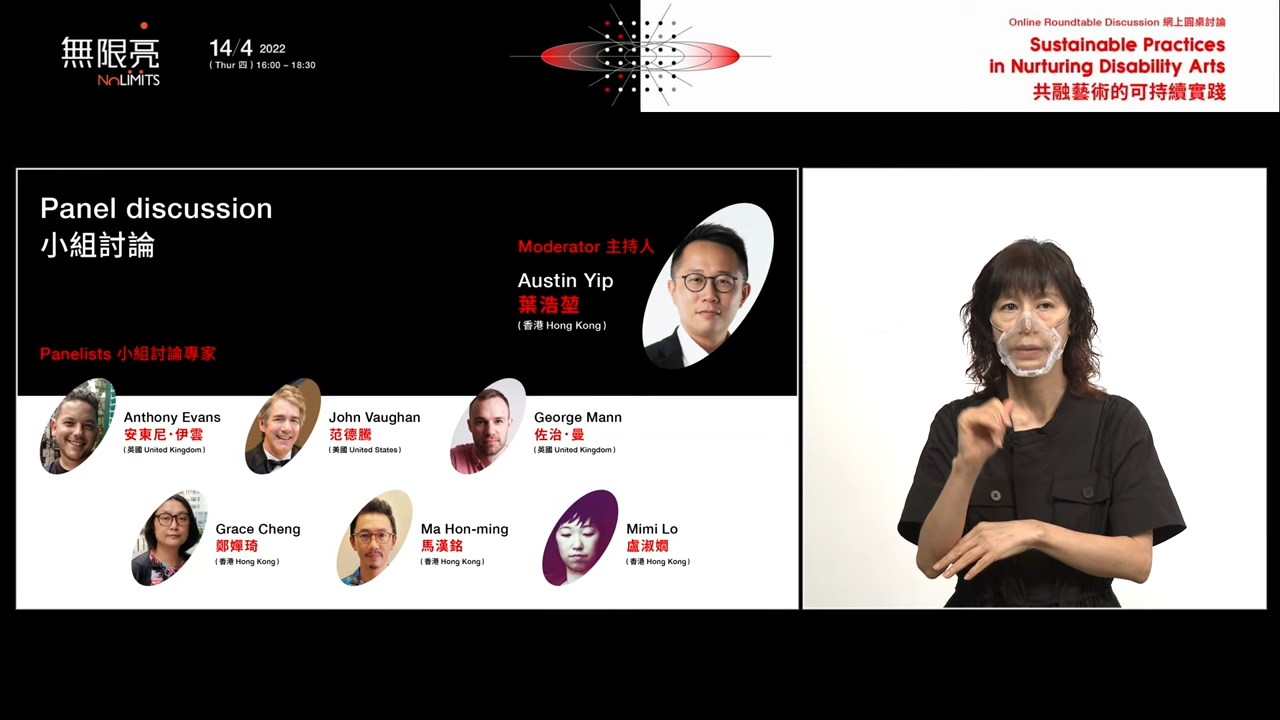 無限亮
NoLIMITS
14/4 2022
( Thur 四 ) 16:00 – 18:30
Online Roundtable Discussion 網上圓桌討論
Sustainable Practices
in Nurturing Disability Arts
共融藝術的可持續實踐
Panel discussion
小組討論
Moderator 主持人
Austin Yip
葉浩堃
( 香港 Hong Kong )
Panelists 小組討論專家
Anthony Evans
安東尼·伊雲
( 英國 United Kingdom )
John Vaughan
范德騰
( 美國 United States )
George Mann
佐治·曼
( 英國 United Kingdom )
Grace Cheng
鄭嬋琦
( 香港 Hong Kong )
Ma Hon-ming
馬漢銘
( 香港 Hong Kong )
Mimi Lo
盧淑嫻
( 香港 Hong Kong )